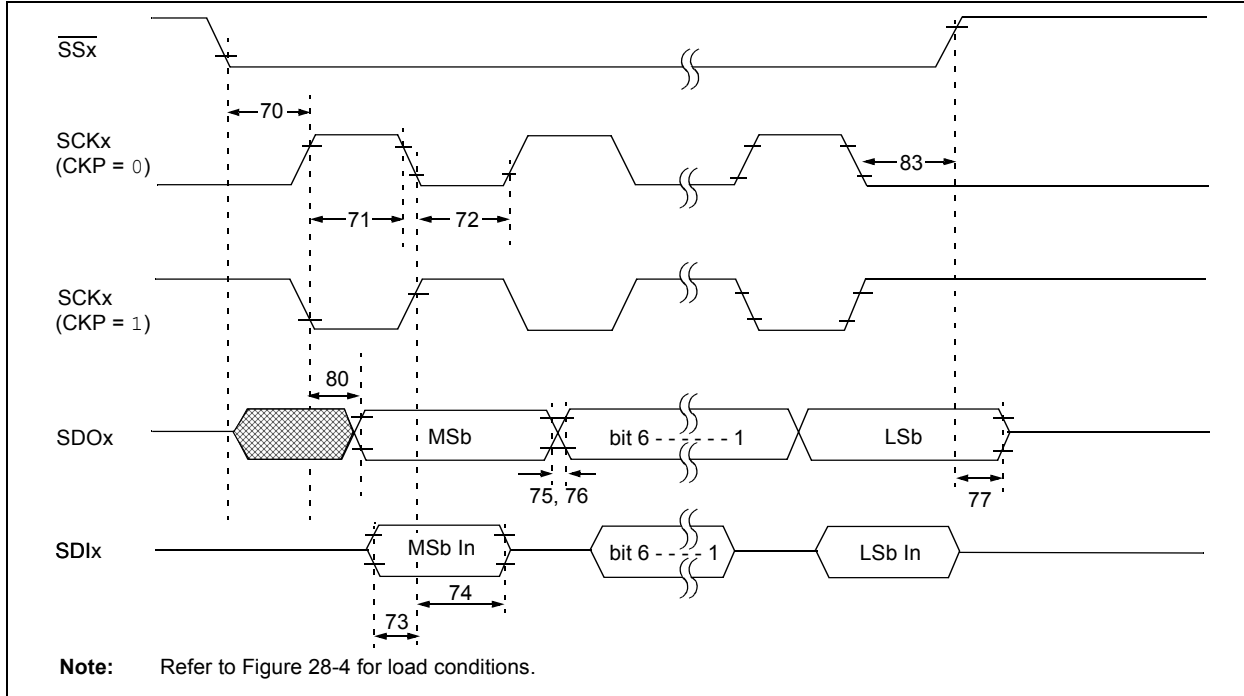 SSx
70
SCKx
(CKP = 0)
83
71
72
SCKx
(CKP = 1)
80
SDOx
MSb
bit 6 - - - - - - 1
LSb
75, 76
77
SDIx
MSb In
bit 6 - - - - 1
LSb In
74
73
Note: Refer to Figure 28-4 for load conditions.